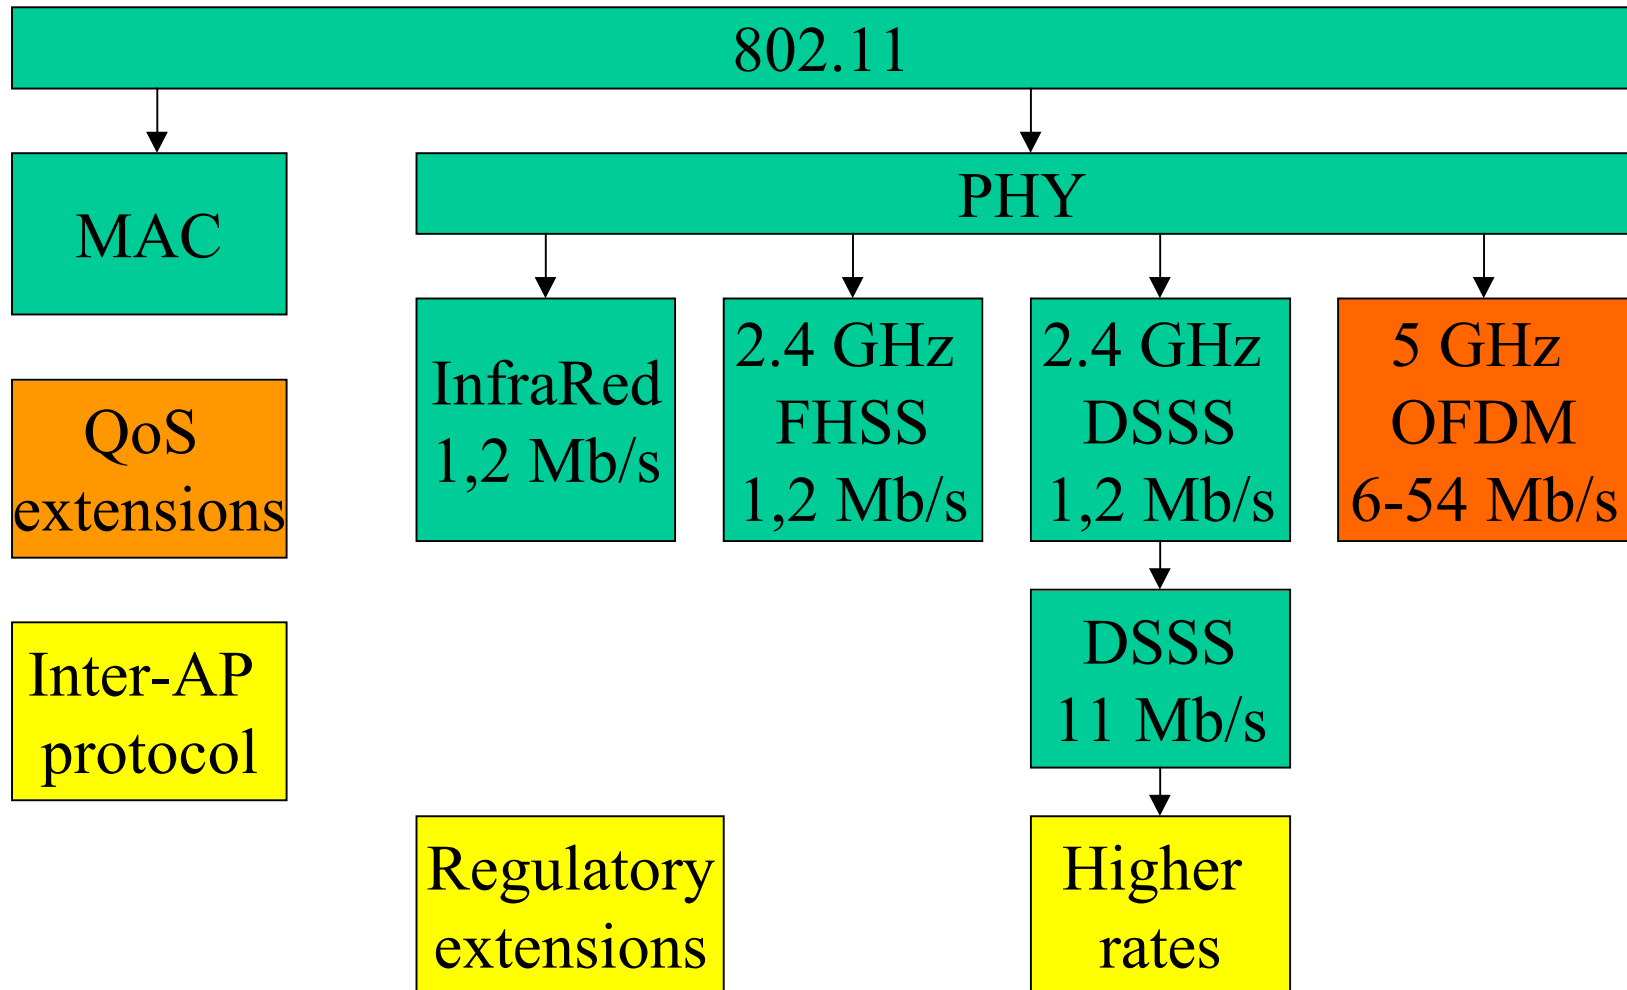 802.11
MAC
PHY
InfraRed
1,2 Mb/s
2.4 GHz
FHSS
1,2 Mb/s
2.4 GHz
DSSS
1,2 Mb/s
5 GHz
OFDM
6-54 Mb/s
QoS
extensions
DSSS
11 Mb/s
Inter-AP
protocol
Regulatory
extensions
Higher
rates